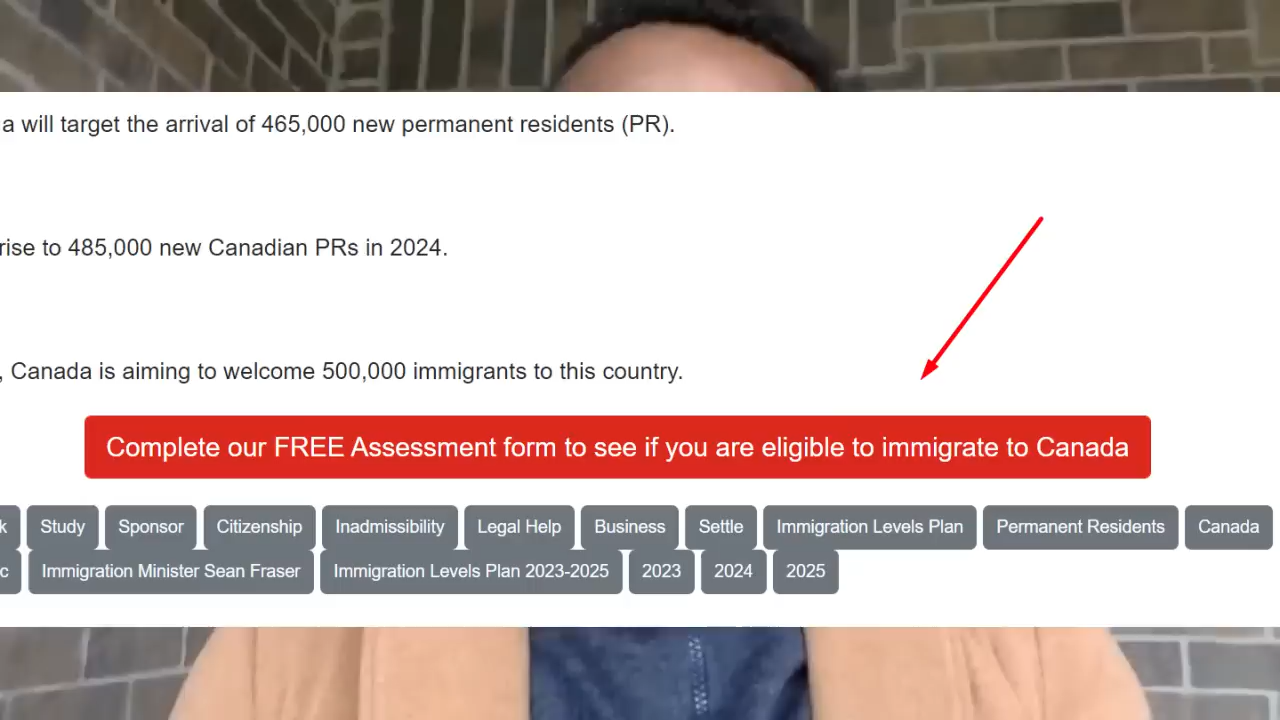 a will target the arrival of 465,000 new permanent residents (PR).
rise to 485,000 new Canadian PRs in 2024.
, Canada is aiming to welcome 500,000 immigrants to this country.
Complete our FREE Assessment form to see if you are eligible to immigrate to Canada
k Study Sponsor Citizenship Inadmissibility Legal Help Business Settle Immigration Levels Plan Permanent Residents Canada
c Immigration Minister Sean Fraser Immigration Levels Plan 2023-2025 2023 2024 2025